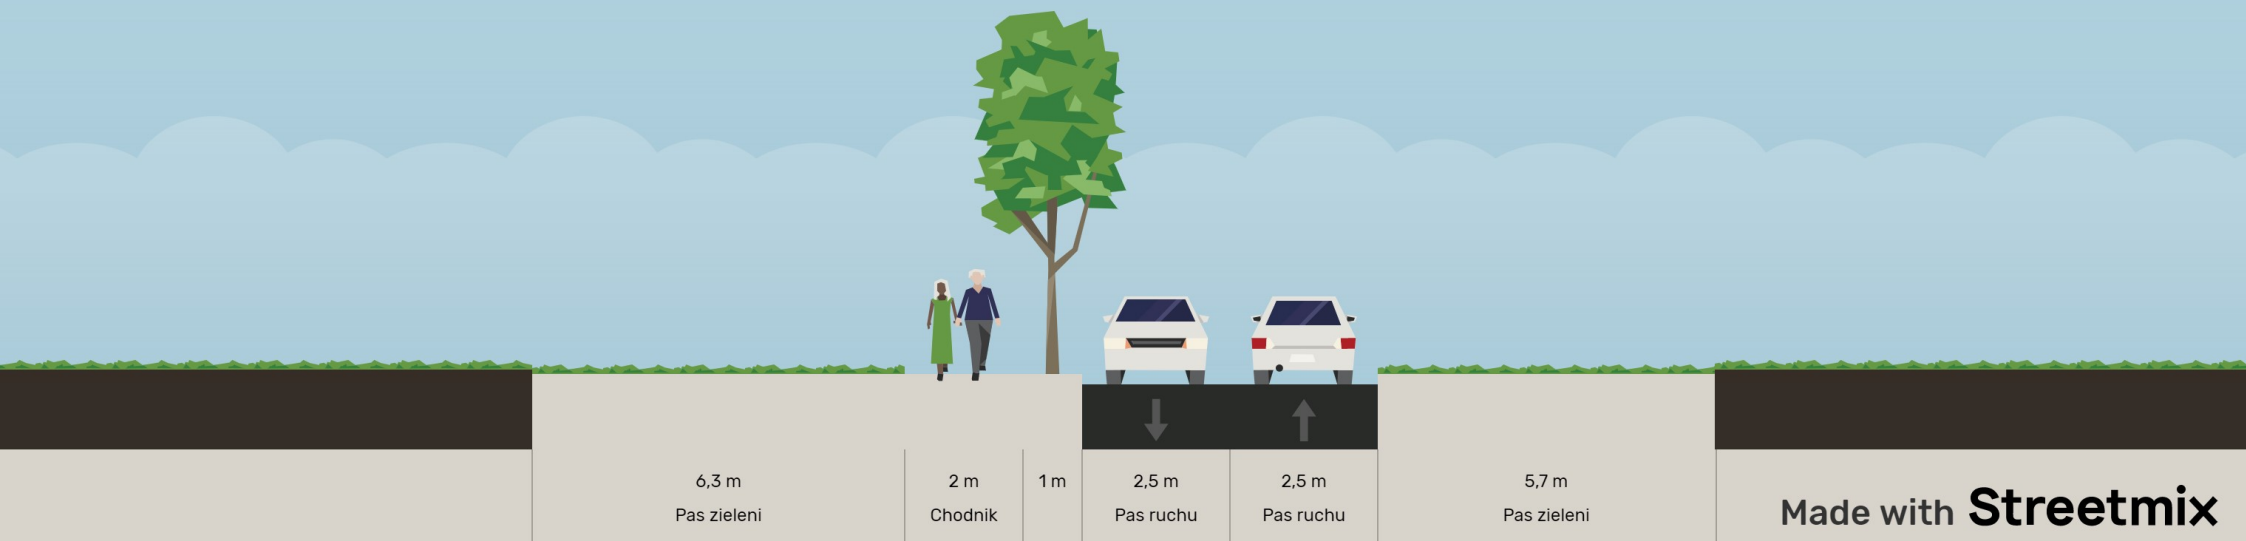 6,3 m
Pas zieleni
2 m
Chodnik
1 m
2,5 m
Pas ruchu
2,5 m
Pas ruchu
5,7 m
Pas zieleni
Made with Streetmix